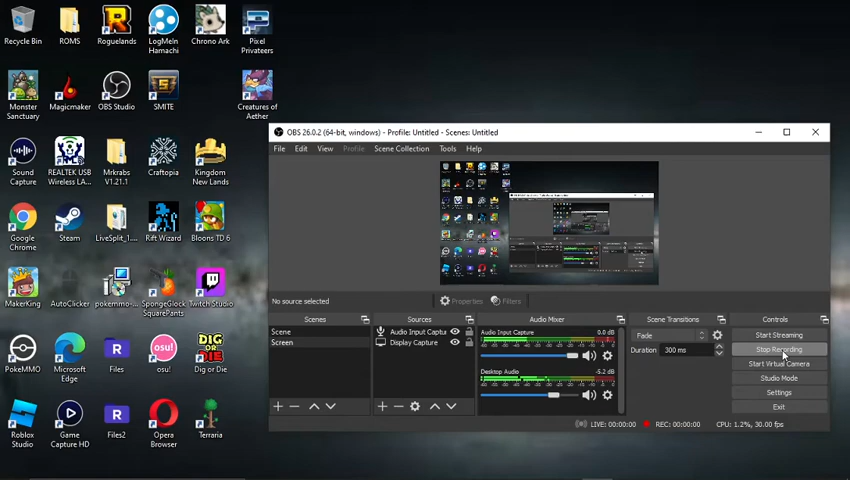 Recycle Bin
ROMS
Roguelands
LogMeIn
Hamachi
Chrono Ark
Pixel
Privateers
Monster
Sanctuary
Magicmaker
OBS Studio
SMITE
Creatures of
Aether
Sound
Capture
REALTEK USB
Wireless LA...
Mrkrabs
V1.21.1
Craftopia
Kingdom
New Lands
Google
Chrome
Steam
LiveSplit_1....
Rift Wizard
Bloons TD 6
MakerKing
AutoClicker
pokemmo-...
SpongeGlock
SquarePants
Twitch Studio
PokeMMO
Microsoft
Edge
Files
osu!
osu!
DIG
OR
DIE
Dig or Die
Roblox
Studio
Game
Capture HD
Files2
Opera
Browser
Terraria
OBS 26.0.2 (64-bit, windows) - Profile: Untitled - Scenes: Untitled
File Edit View Profile Scene Collection Tools Help
No source selected
Properties
Filters
Scenes
Scene
Screen
Sources
Audio Input Captu
Display Capture
Audio Mixer
Audio Input Capture 0.0 dB
Desktop Audio -5.2 dB
Scene Transitions
Fade
Duration 300 ms
Controls
Start Streaming
Stop Recording
Start Virtual Camera
Studio Mode
Settings
Exit
LIVE: 00:00:00 REC: 00:00:00 CPU: 1.2%, 30.00 fps